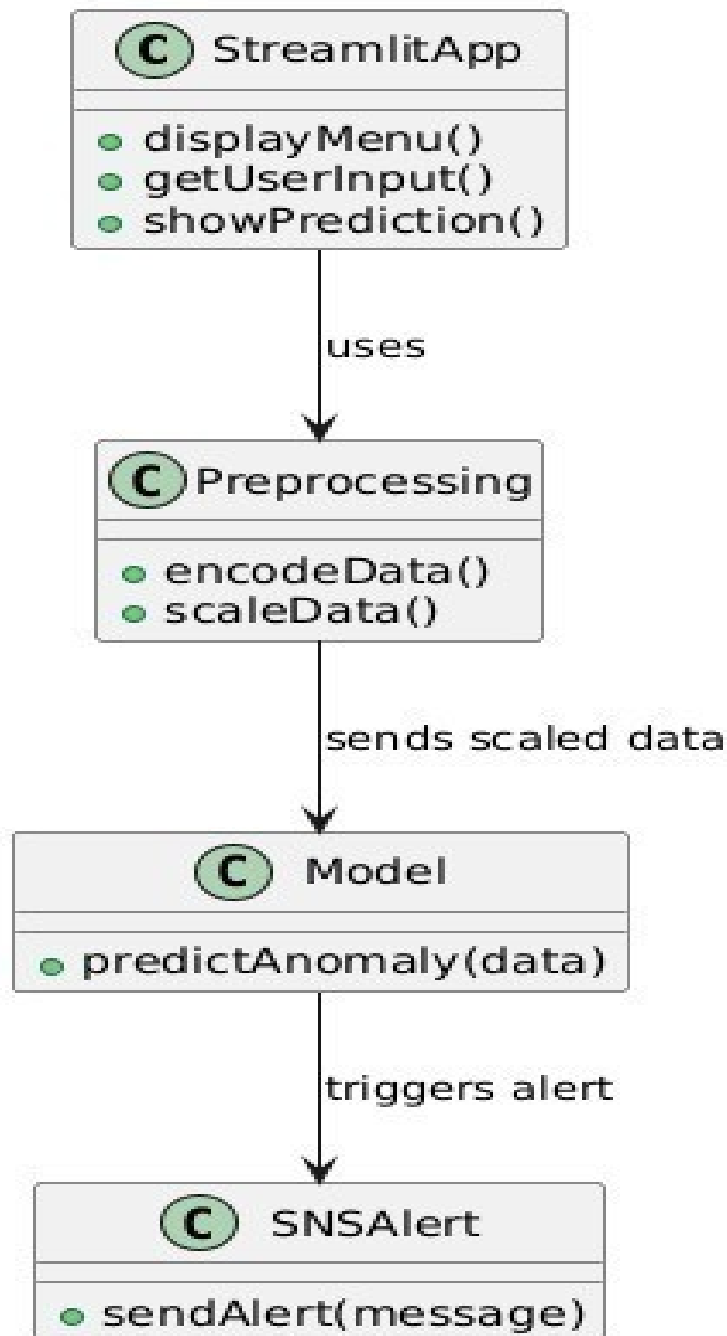 C StreamlitApp
displayMenu()
getUserInput()
showPrediction()
uses
C Preprocessing
encodeData()
scaleData()
sends scaled data
C Model
predictAnomaly(data)
triggers alert
C SNSAlert
sendAlert(message)